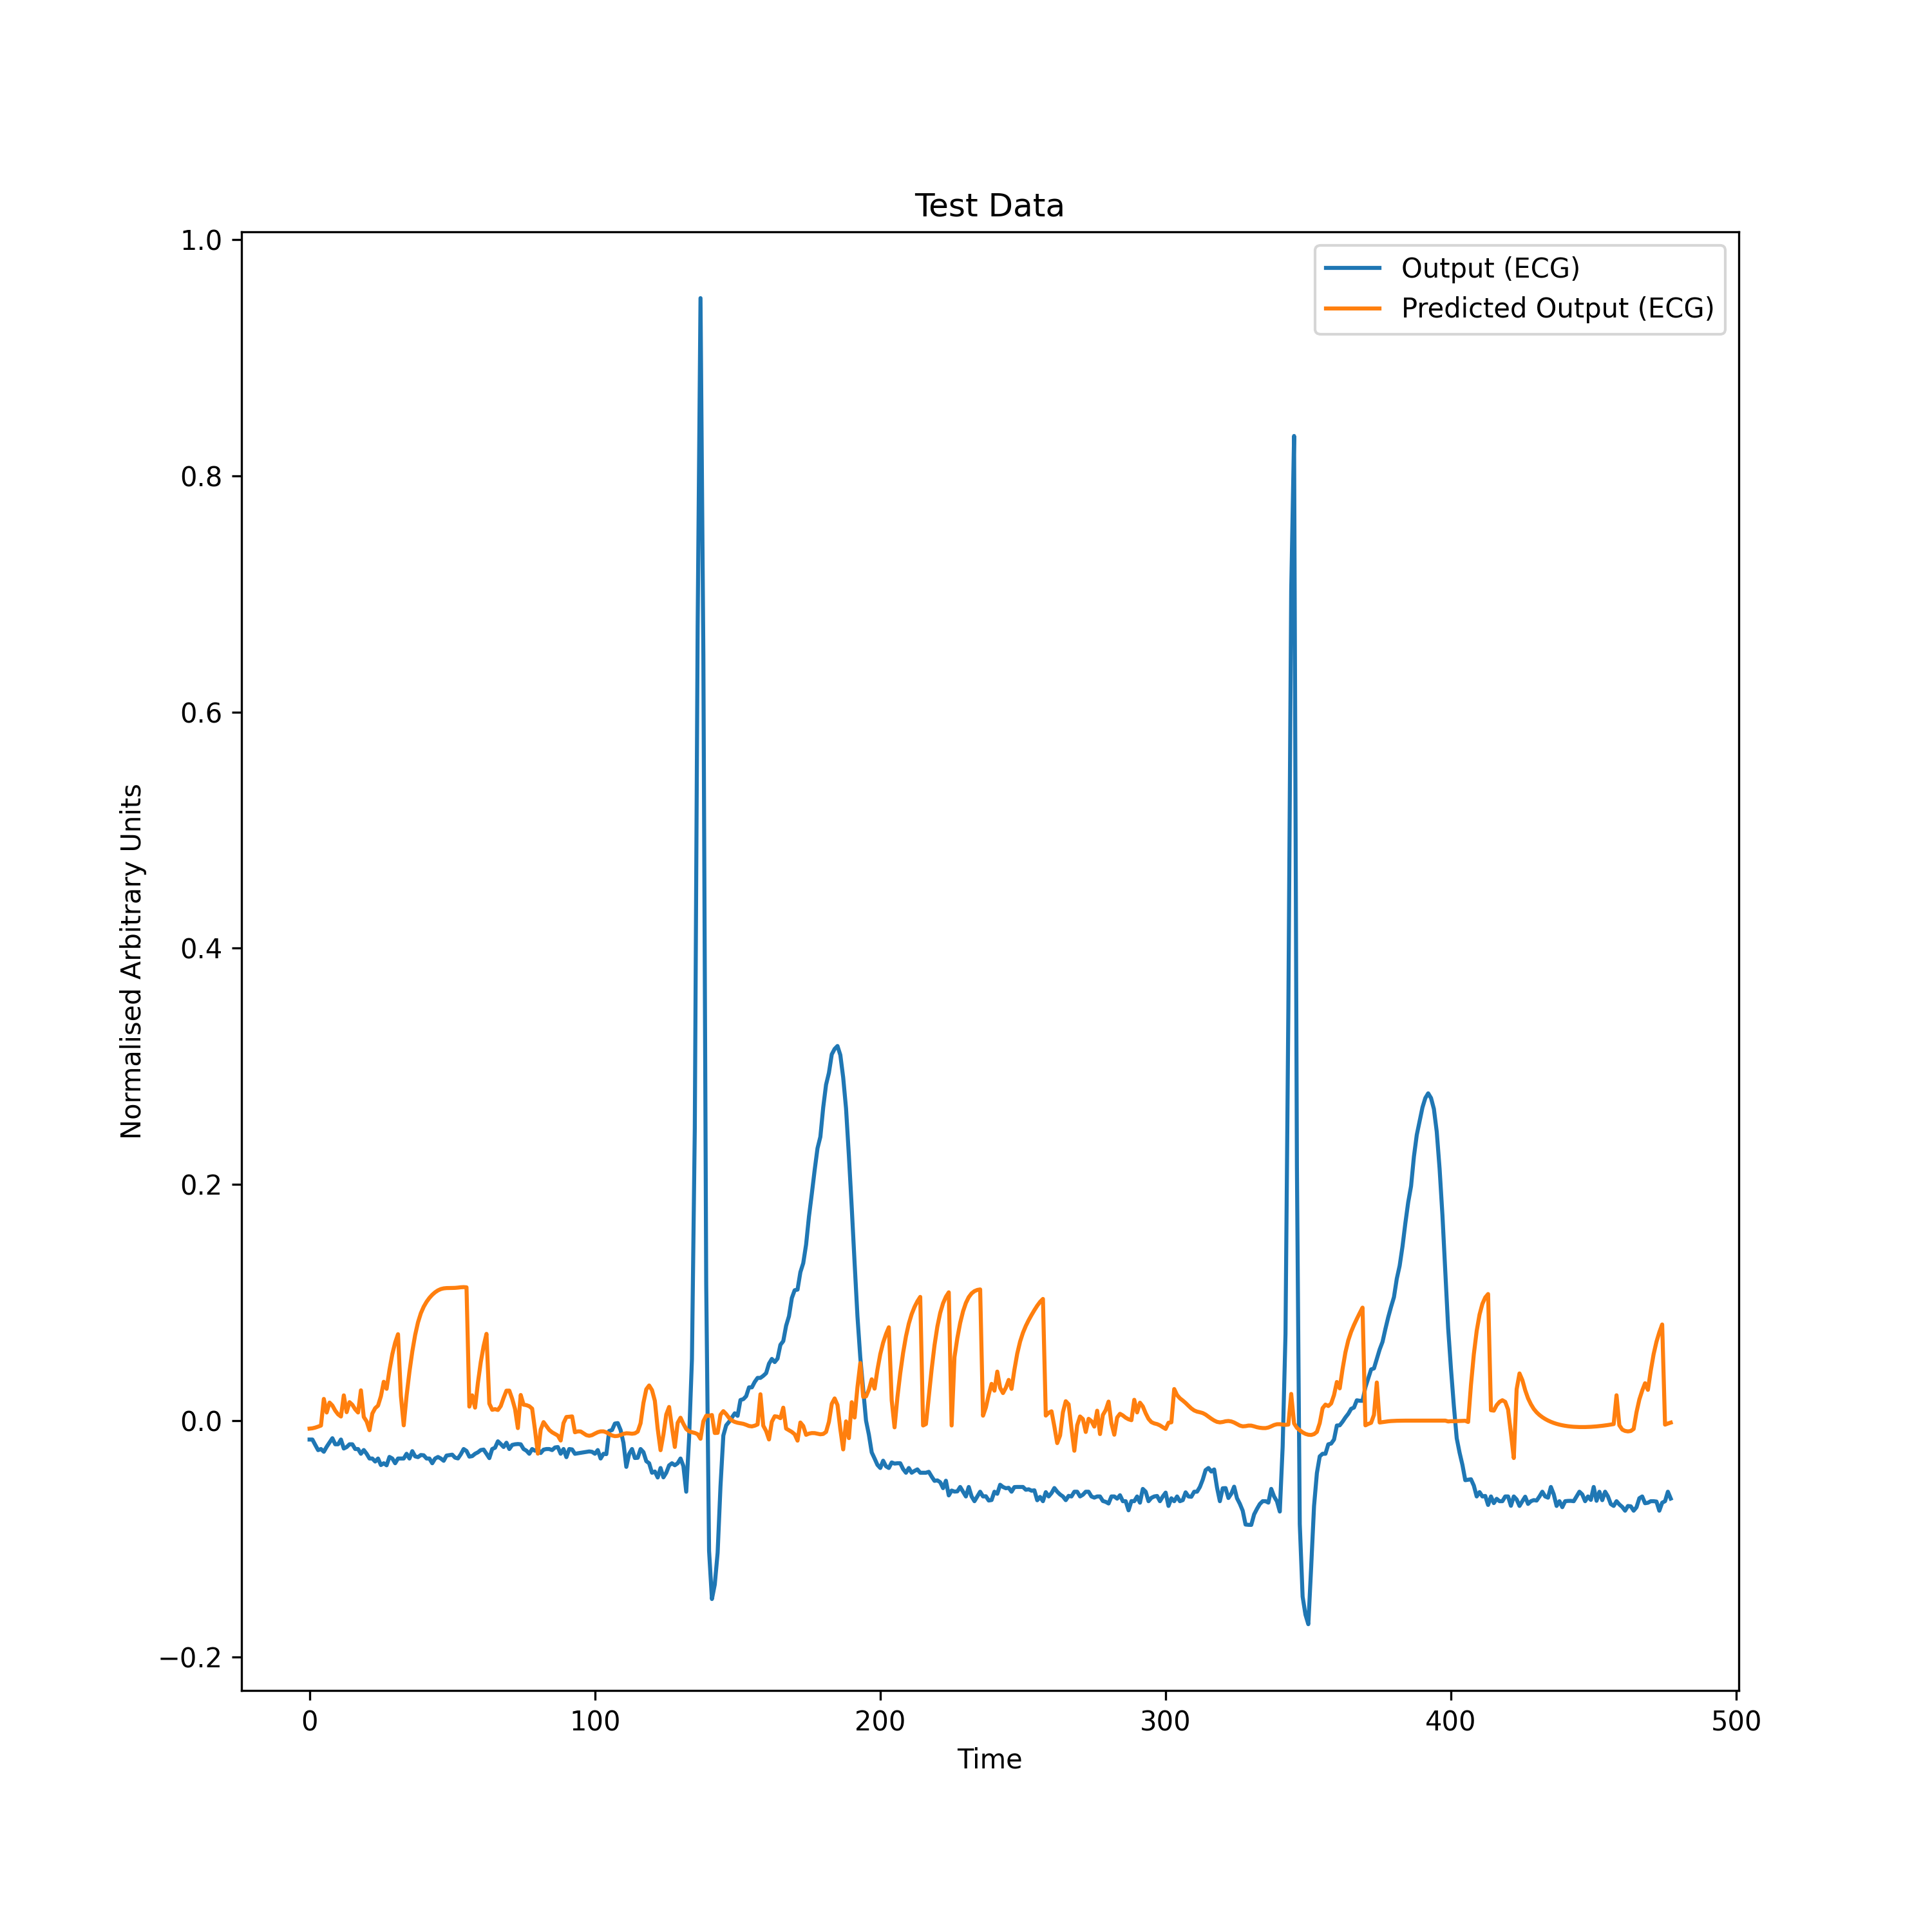 Test Data
1.0
0.8
0.6
0.4
0.2
0.0
−0.2
Normalised Arbitrary Units
Output (ECG)
Predicted Output (ECG)
0 100 200 300 400 500
Time